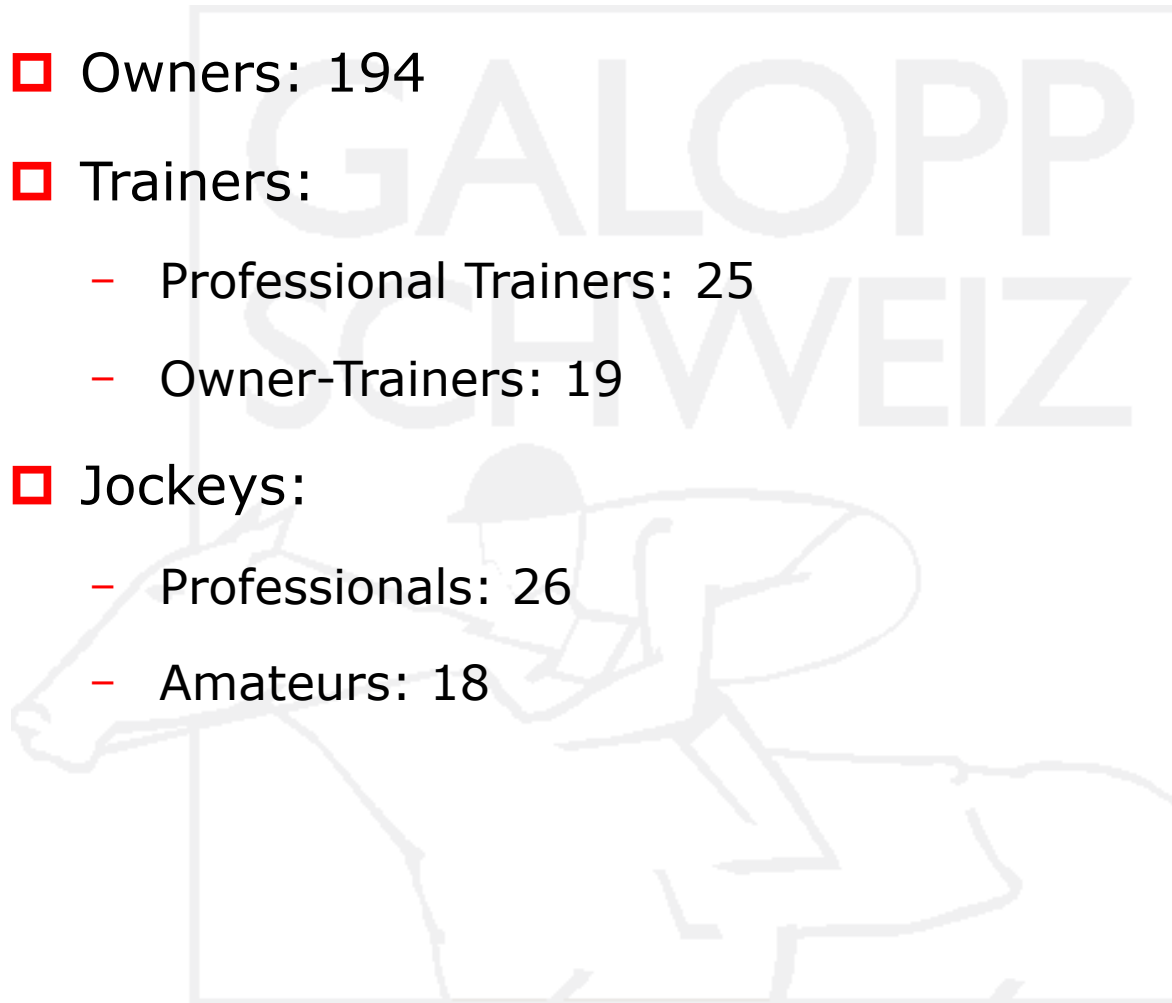 GALOPP
SCHWEIZ
Owners: 194
Trainers:
– Professional Trainers: 25
– Owner-Trainers: 19
Jockeys:
– Professionals: 26
– Amateurs: 18